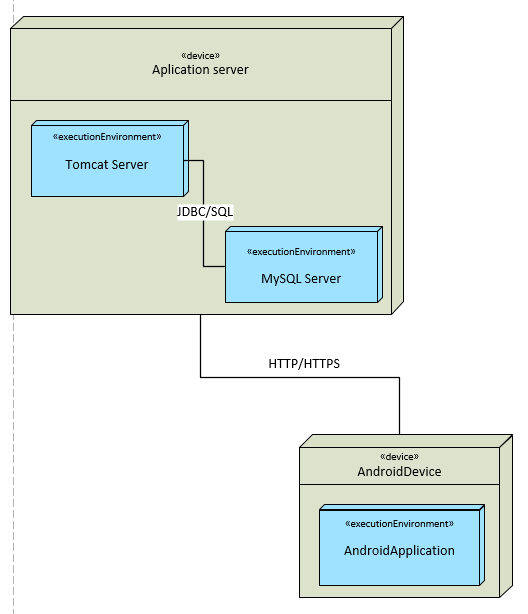 «device»
Aplication server
«executionEnvironment»
Tomcat Server
JDBC/SQL
«executionEnvironment»
MySQL Server
HTTP/HTTPS
«device»
AndroidDevice
«executionEnvironment»
AndroidApplication